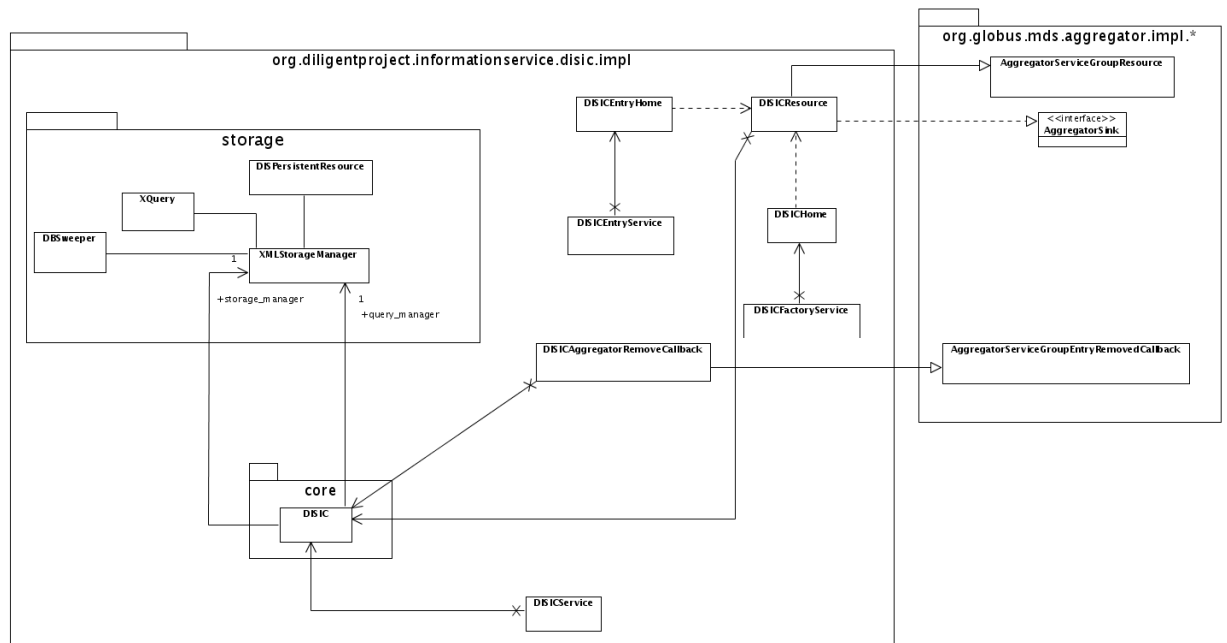 org.globus.mds.aggregator.impl.*
org.diligentproject.informationservice.disic.impl
AggregatorServiceGroupResource
DISICEntryHome
DISICResource
<<interface>>
AggregatorSink
storage
DISPersistentResource
XQuery
DISICEntryService
DISICHome
DBSweeper
XMLStorageManager
1
+storage_manager
1
+query_manager
DISICFactoryService
DISICAggregatorRemoveCallback
AggregatorServiceGroupEntryRemovedCallback
core
DISIC
DISICService